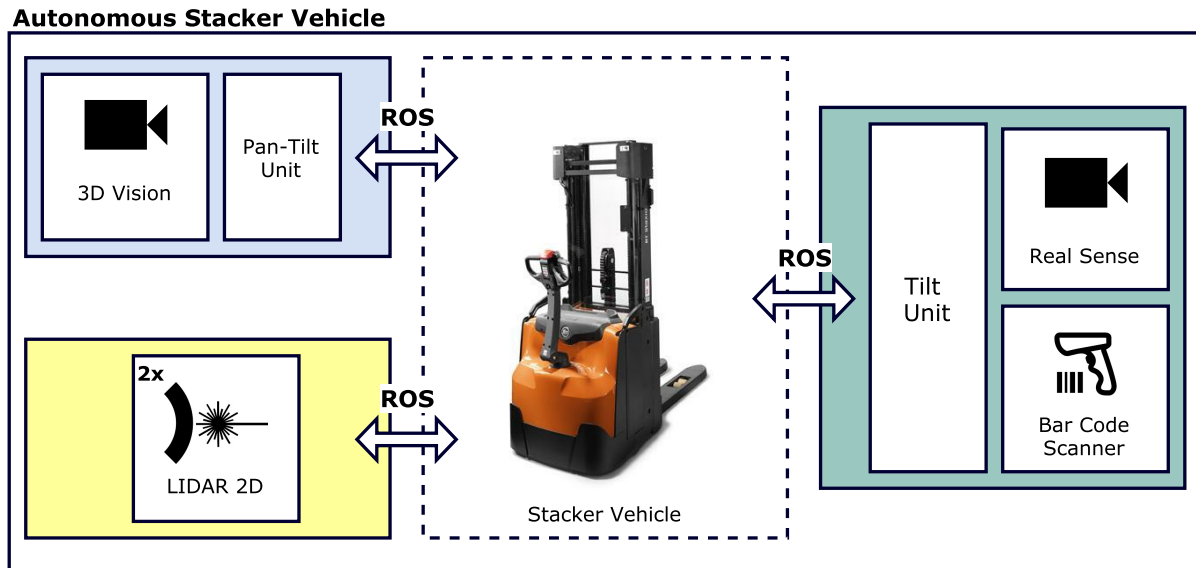 Autonomous Stacker Vehicle
3D Vision
Pan-Tilt
Unit
ROS
2x
LIDAR 2D
ROS
Stacker Vehicle
ROS
Tilt
Unit
Real Sense
Bar Code
Scanner